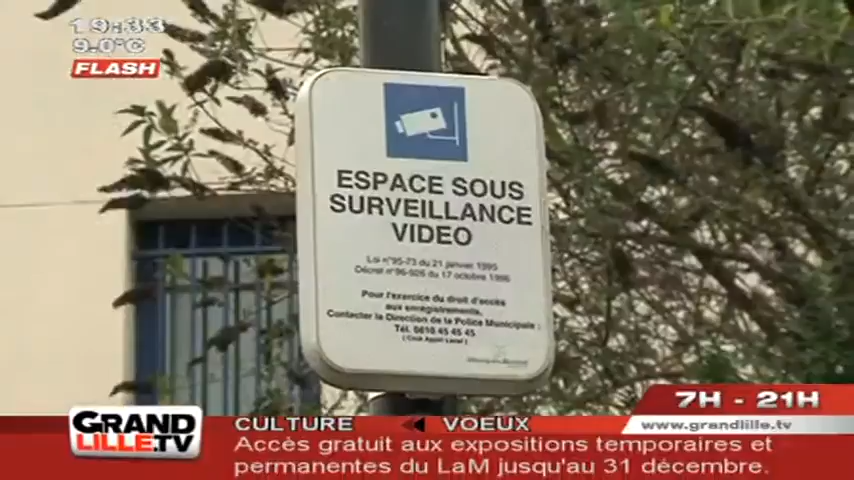 19:33
9.0°C
FLASH
ESPACE SOUS
SURVEILLANCE
VIDEO
Loi n°95-73 du 21 janvier 1995
Décret n°96-926 du 17 octobre 1996
Pour l'exercice du droit d'accès
aux enregistrements,
Contacter la Direction de la Police Municipale :
Tél. 0810 45 45 45
( Coût Appel Local )
7H - 21H
www.grandlille.tv
GRAND
LILLE.TV
CULTURE VOEUX
Accès gratuit aux expositions temporaires et
permanentes du LaM jusqu'au 31 décembre.